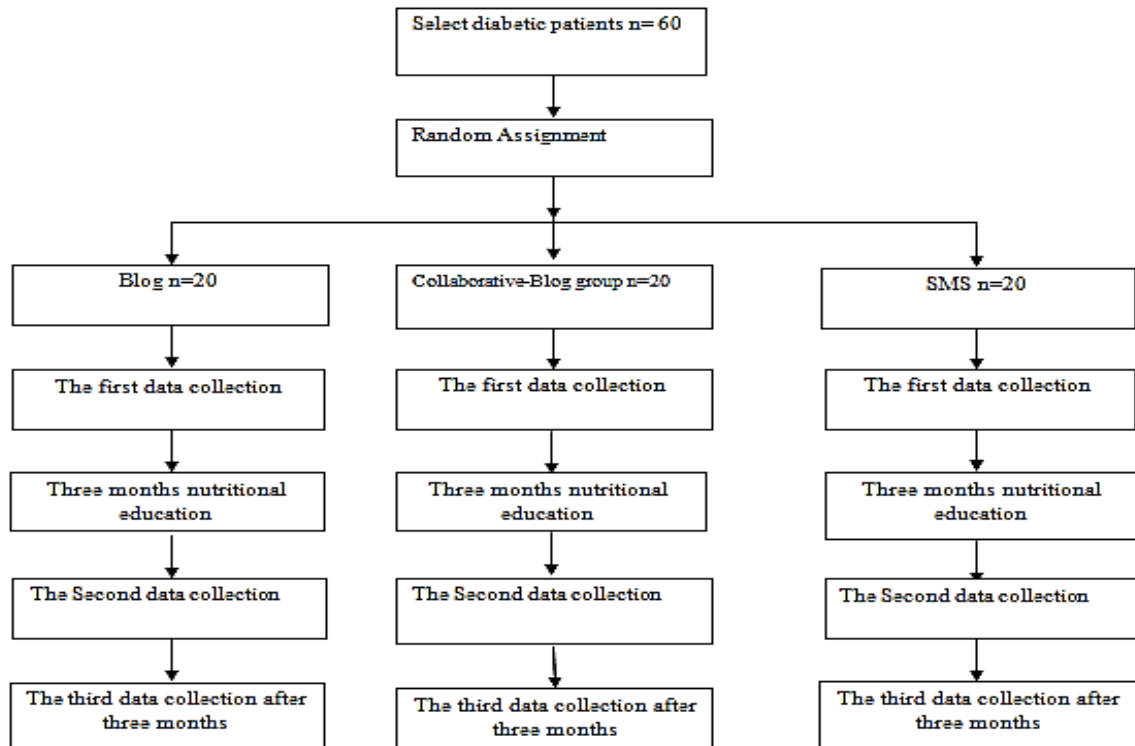 Select diabetic patients n= 60
Random Assignment
Blog n=20
Collaborative-Blog group n=20
SMS n=20
The first data collection
The first data collection
The first data collection
Three months nutritional
education
Three months nutritional
education
Three months nutritional
education
The Second data collection
The Second data collection
The Second data collection
The third data collection after
three months
The third data collection after
three months
The third data collection after
three months